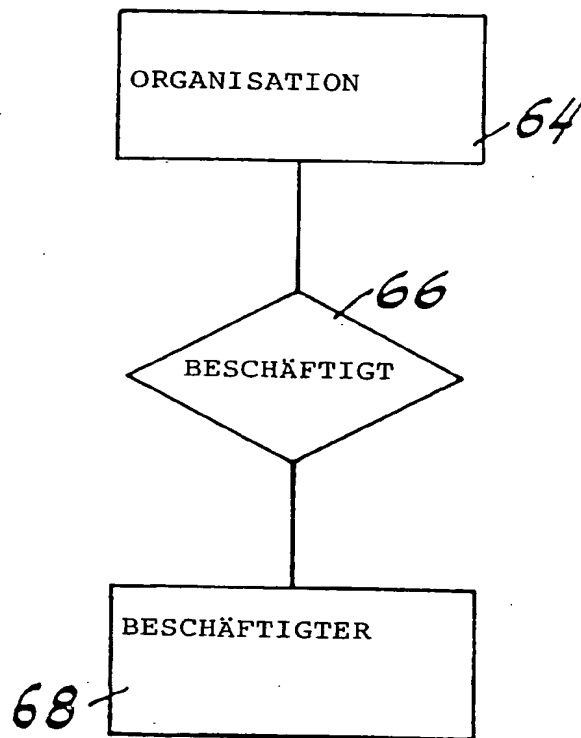 ORGANISATION
64
66
BESCHÄFTIGT
BESCHÄFTIGTER
68